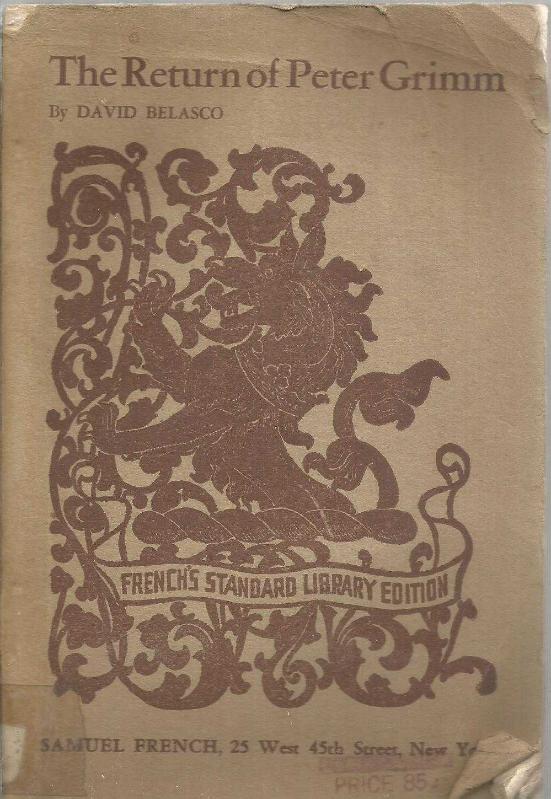 The Return of Peter Grimm
By DAVID BELASCO
FRENCH'S STANDARD LIBRARY EDITION
SAMUEL FRENCH, 25 West 45th Street, New
PRICE 85